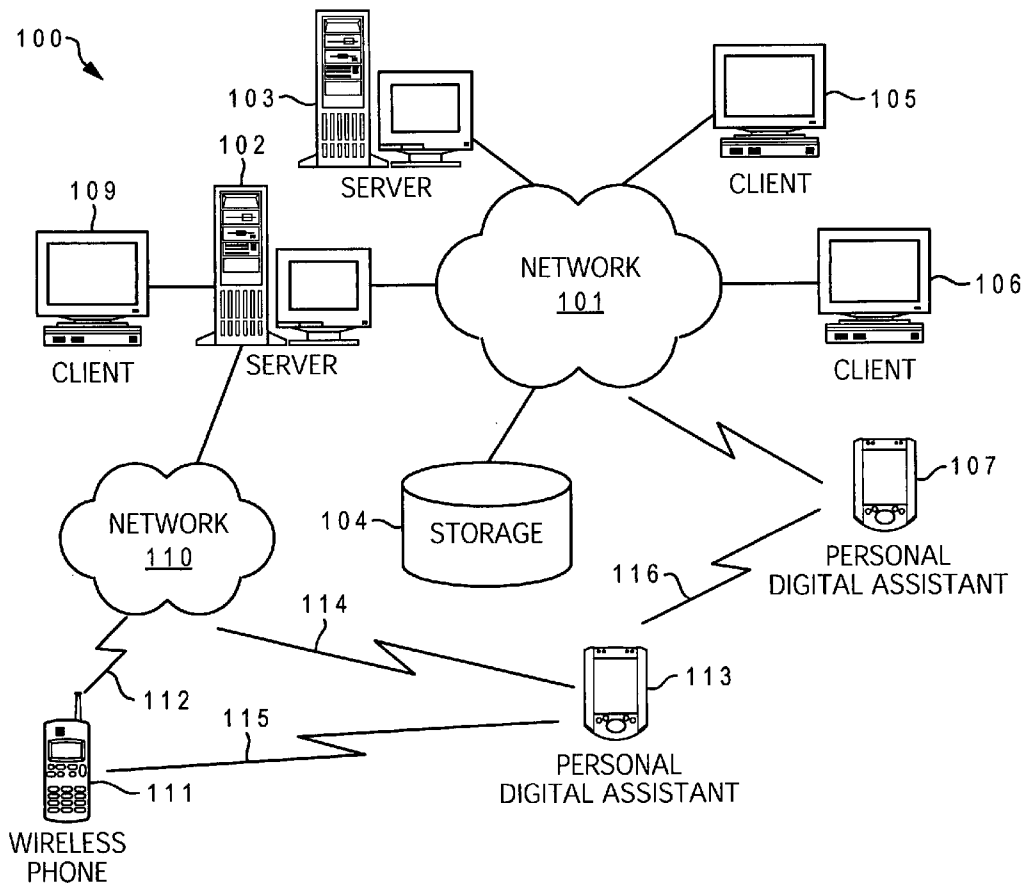 100
103
SERVER
105
CLIENT
102
109
CLIENT
SERVER
NETWORK
101
106
CLIENT
NETWORK
110
104
STORAGE
107
PERSONAL
DIGITAL ASSISTANT
116
114
112
113
PERSONAL
DIGITAL ASSISTANT
115
111
WIRELESS
PHONE